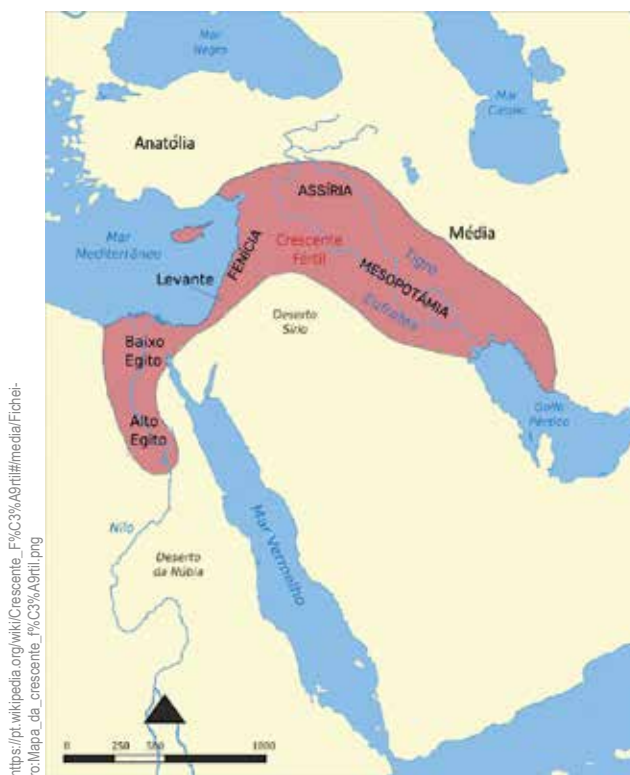 Mar
Negro
Mar
Cáspio
Anatólia
ASSÍRIA
Mar
Mediterrâneo
FENÍCIA
Crescente
Fértil
Tigre
Média
Levante
MESOPOTÂMIA
Eufrates
Deserto
Sírio
Baixo
Egito
Alto
Egito
Golfo
Pérsico
Nilo
Deserto
da Núbia
Mar Vermelho
0 250 500 1000
https://pt.wikipedia.org/wiki/Crescente_F%C3%A9rtil#/media/Fichei-
ro:Mapa_da_crescente_f%C3%A9rtil.png